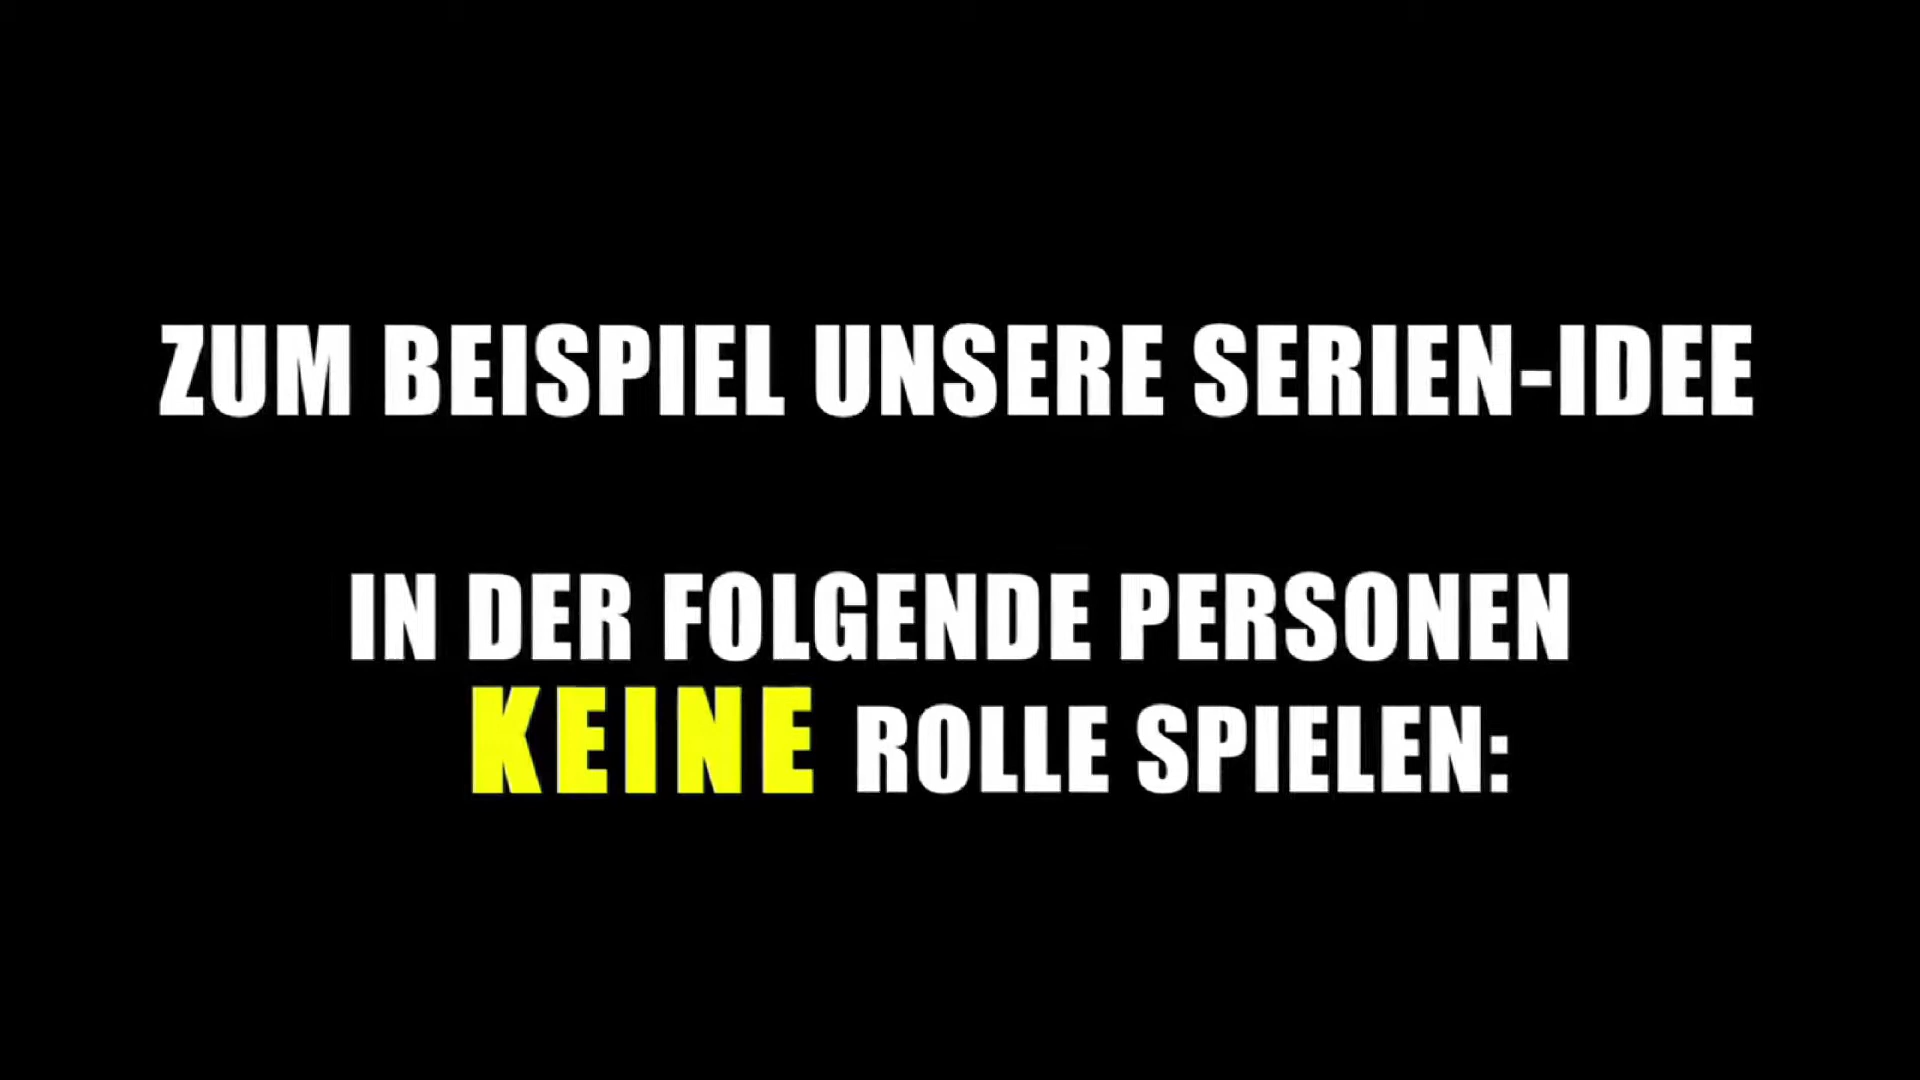 ZUM BEISPIEL UNSERE SERIEN-IDEE
IN DER FOLGENDE PERSONEN
KEINE ROLLE SPIELEN: